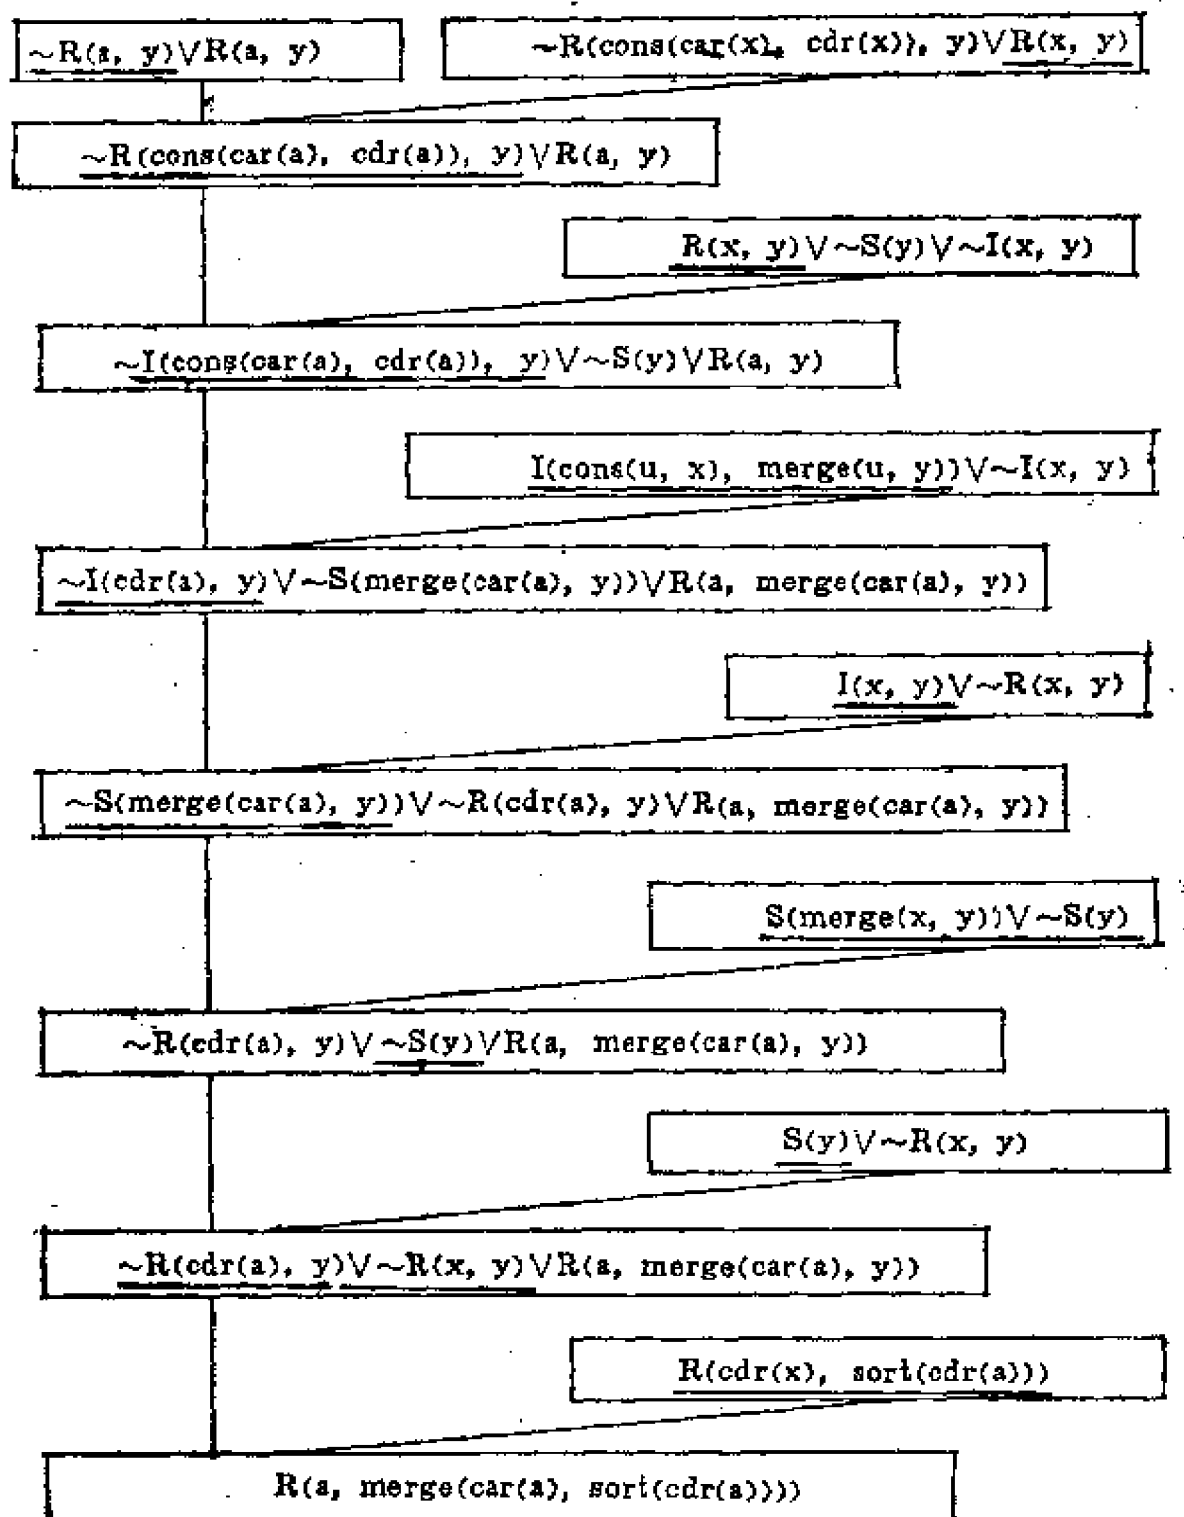 ~R(a, y)∨R(a, y)
~R(cons(car(x), cdr(x)), y)∨R(x, y)
~R(cons(car(a), cdr(a)), y)∨R(a, y)
R(x, y)∨~S(y)∨~I(x, y)
~I(cons(car(a), cdr(a)), y)∨~S(y)∨R(a, y)
I(cons(u, x), merge(u, y))∨~I(x, y)
~I(cdr(a), y)∨~S(merge(car(a), y))∨R(a, merge(car(a), y))
I(x, y)∨~R(x, y)
~S(merge(car(a), y))∨~R(cdr(a), y)∨R(a, merge(car(a), y))
S(merge(x, y))∨~S(y)
~R(cdr(a), y)∨~S(y)∨R(a, merge(car(a), y))
S(y)∨~R(x, y)
~R(cdr(a), y)∨~R(x, y)∨R(a, merge(car(a), y))
R(cdr(x), sort(cdr(a)))
R(a, merge(car(a), sort(cdr(a))))